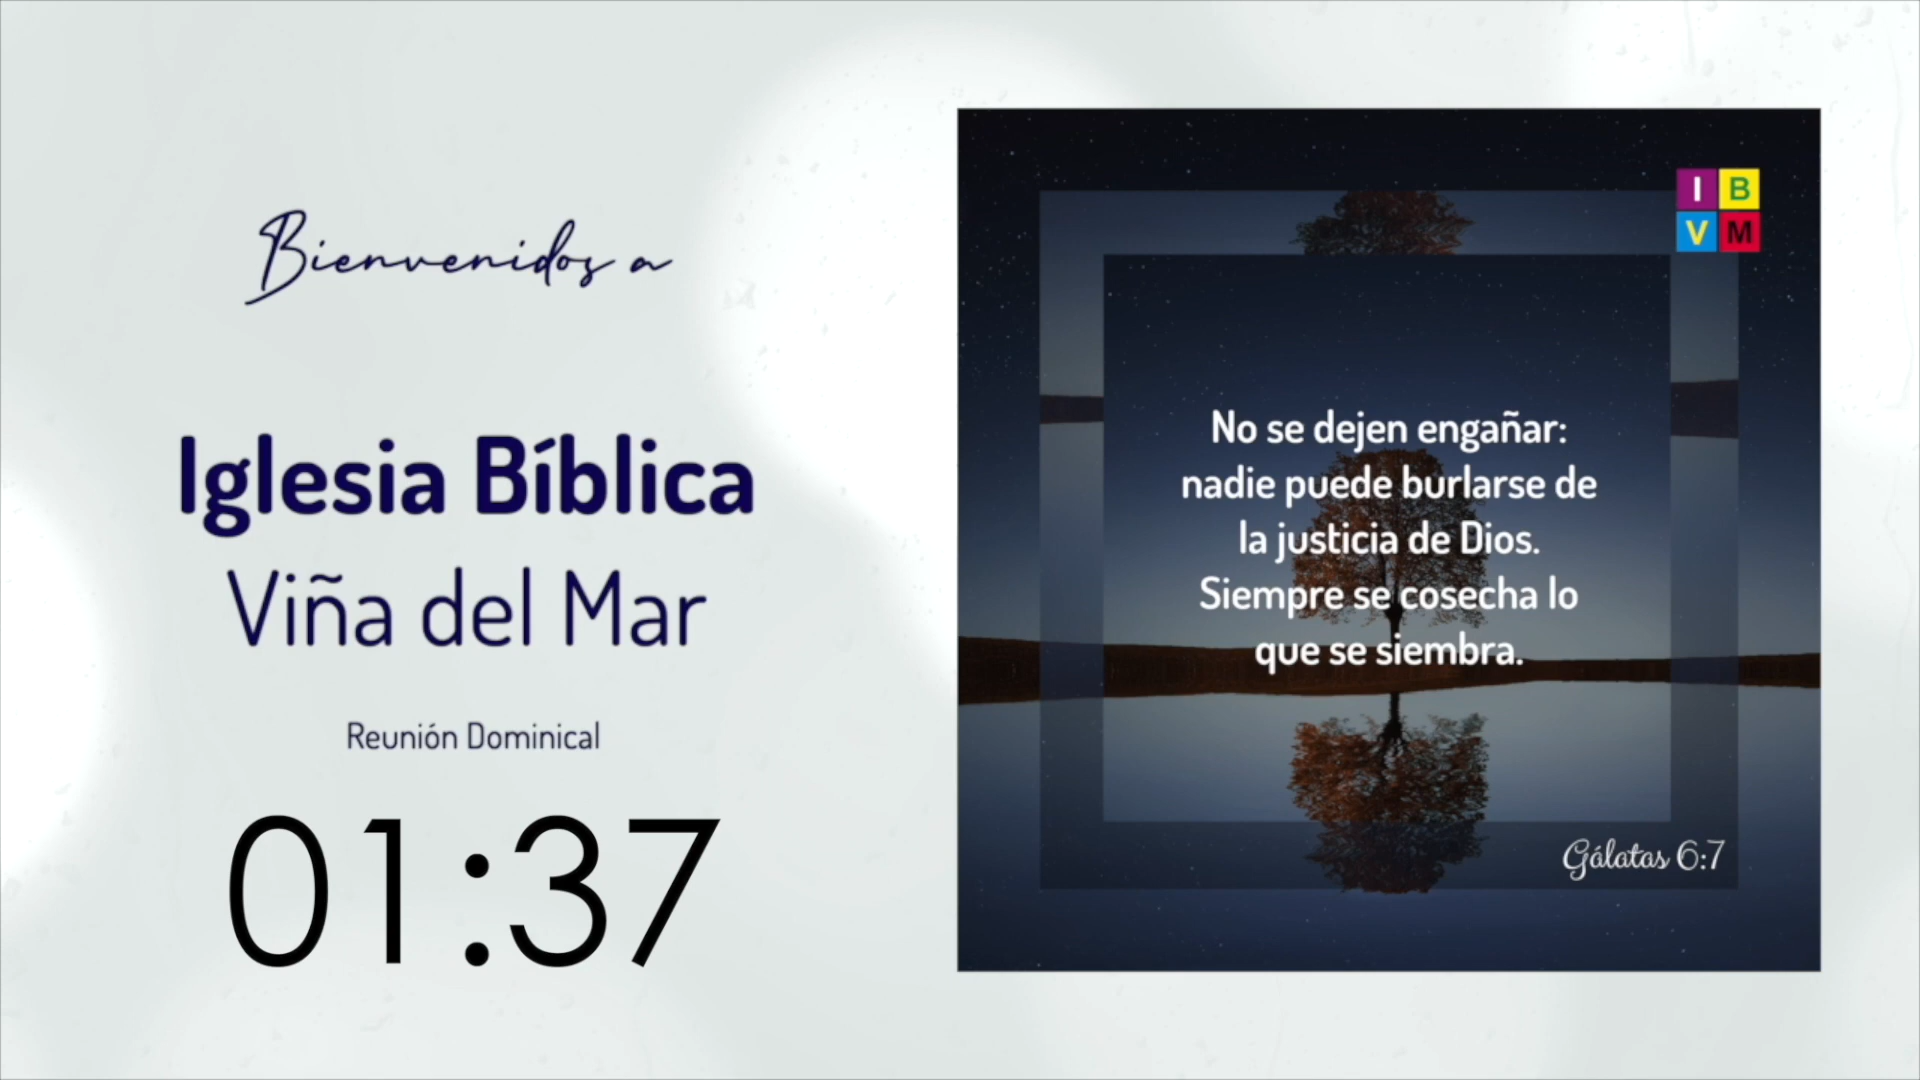 Bienvenidos a
Iglesia Bíblica
Viña del Mar
Reunión Dominical
01:37
I B
V M
No se dejen engañar:
nadie puede burlarse de
la justicia de Dios.
Siempre se cosecha lo
que se siembra.
Gálatas 6:7